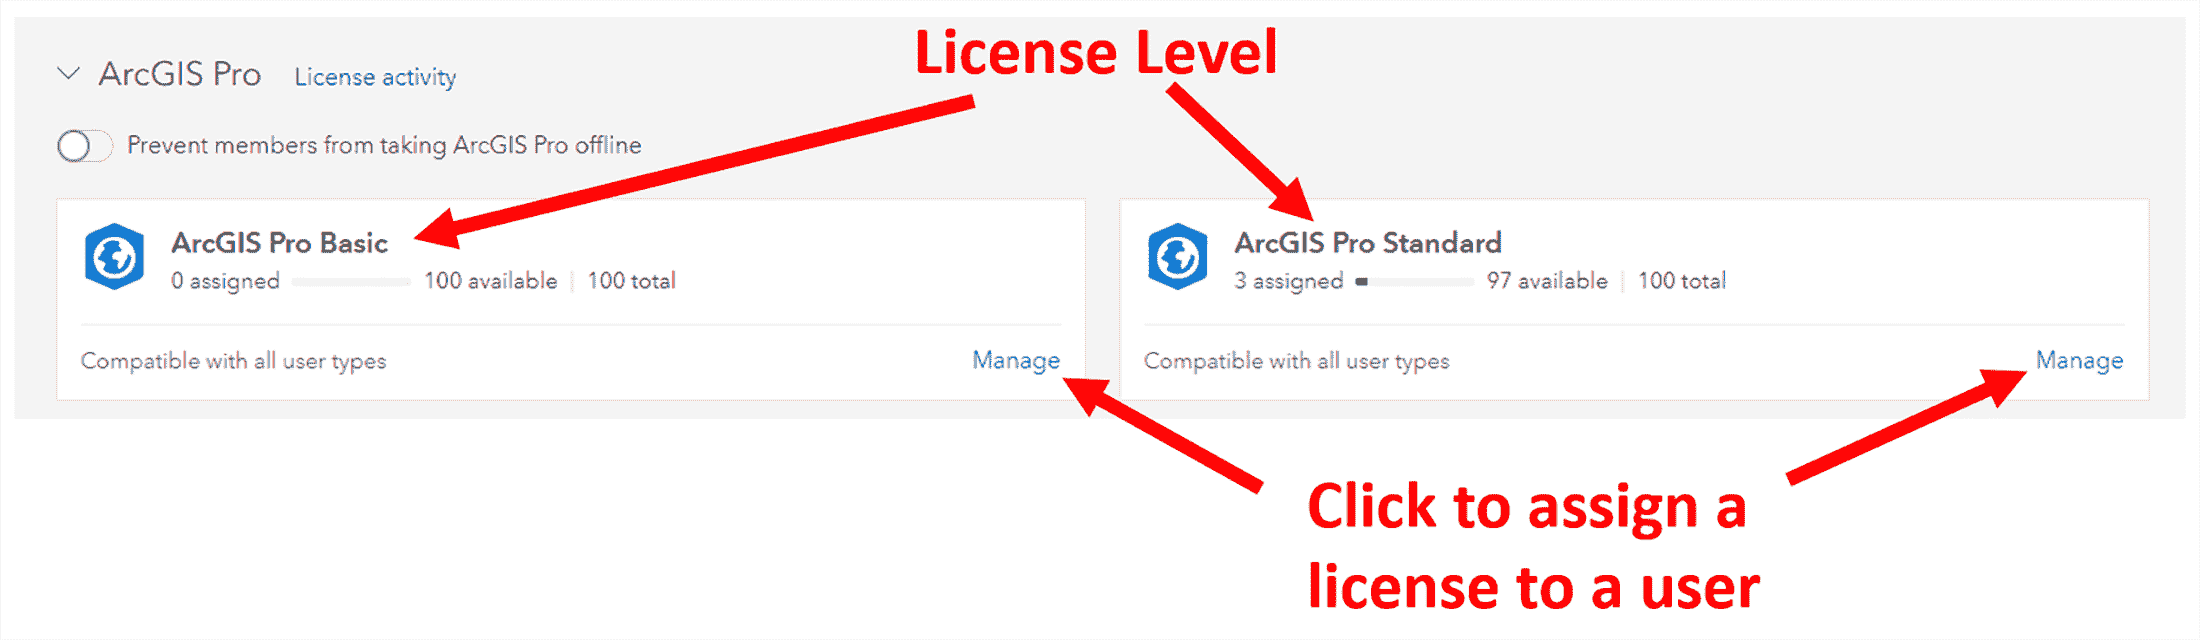 License Level
ArcGIS Pro License activity
Prevent members from taking ArcGIS Pro offline
ArcGIS Pro Basic
0 assigned 100 available 100 total
Compatible with all user types Manage
ArcGIS Pro Standard
3 assigned 97 available 100 total
Compatible with all user types Manage
Click to assign a
license to a user